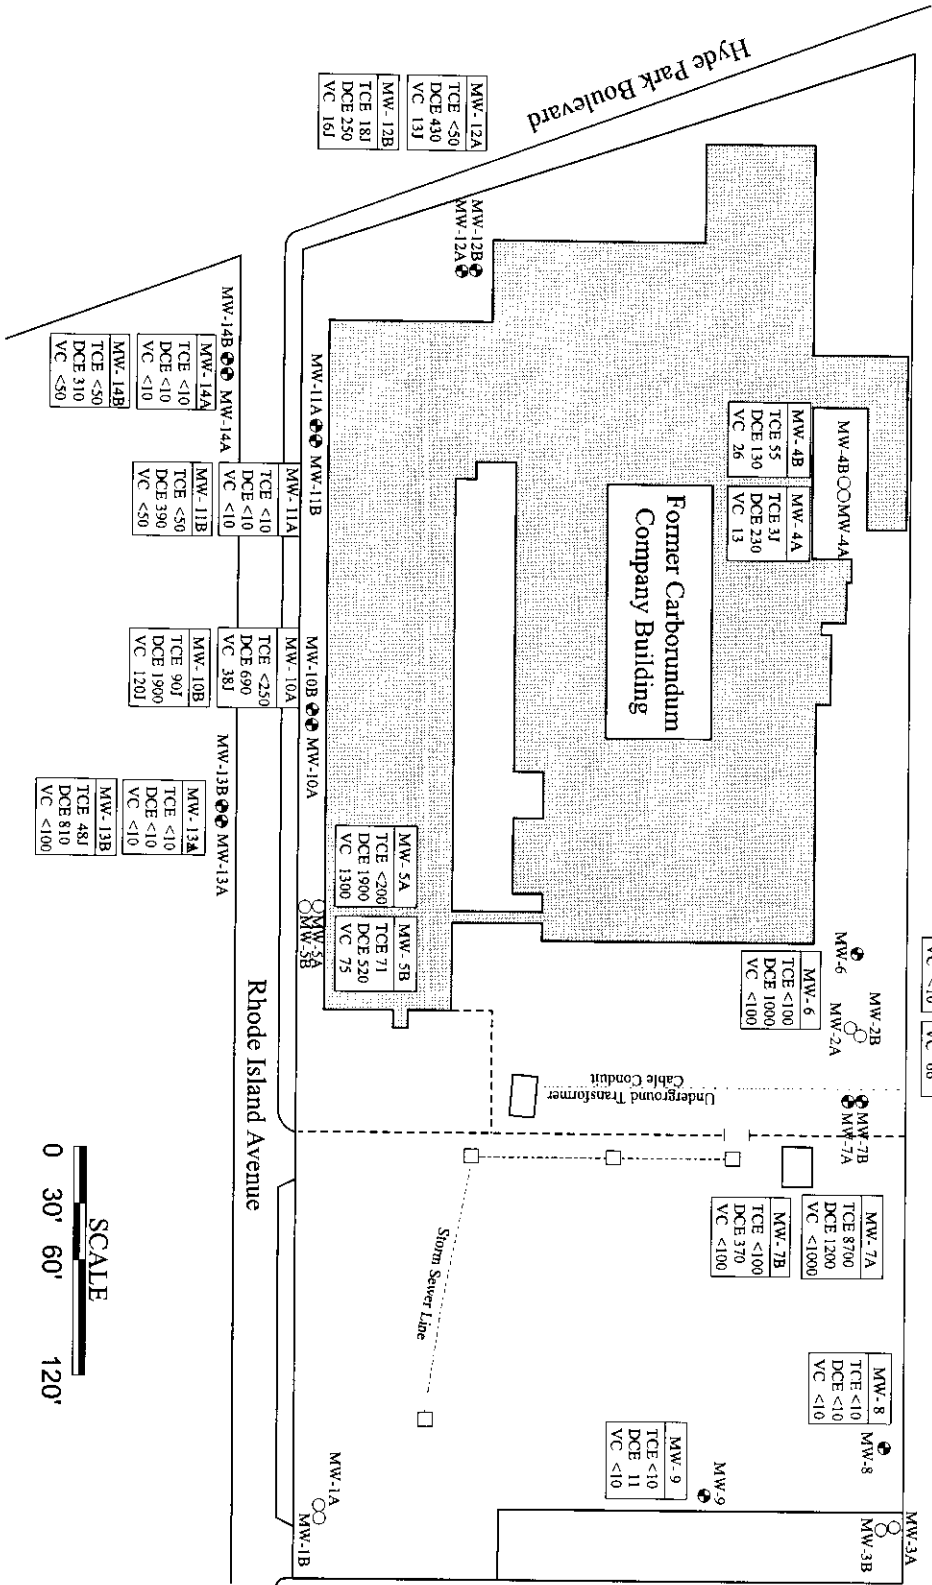 Hyde Park Boulevard
MW-12A
TCE <50
DCE 430
VC 13J
MW-12B
TCE 18J
DCE 250
VC 16J
MW-12B
MW-12A
MW-14B
MW-14A
MW-14A
TCE <10
DCE <10
VC <10
MW-14B
TCE <50
DCE 310
VC <50
MW-11A
MW-11B
MW-11A
TCE <10
DCE <10
VC <10
MW-11B
TCE <50
DCE 390
VC <50
MW-4B
MW-4A
MW-4B
TCE 55
DCE 130
VC 26
MW-4A
TCE 3J
DCE 230
VC 13
Former Carborundum
Company Building
MW-10B
MW-10A
MW-10A
TCE <250
DCE 690
VC 38J
MW-10B
TCE 90J
DCE 1900
VC 120J
MW-13B
MW-13A
MW-13A
TCE <10
DCE <10
VC <10
MW-13B
TCE 48J
DCE 810
VC <100
MW-5A
TCE <200
DCE 1900
VC 1300
MW-5B
TCE 71
DCE 520
VC 75
MW-5A
MW-5B
MW-6
MW-6
TCE <100
DCE 1000
VC <100
MW-2B
MW-2A
VC <10
Underground Transformer
Cable Conduit
MW-7B
MW-7A
MW-7A
TCE 8700
DCE 1200
VC <1000
MW-7B
TCE <100
DCE 370
VC <100
Rhode Island Avenue
Storm Sewer Line
MW-8
TCE <10
DCE <10
VC <10
MW-8
MW-9
TCE <10
DCE 11
VC <10
MW-9
MW-3A
MW-3B
MW-1A
MW-1B
SCALE
0 30' 60' 120'